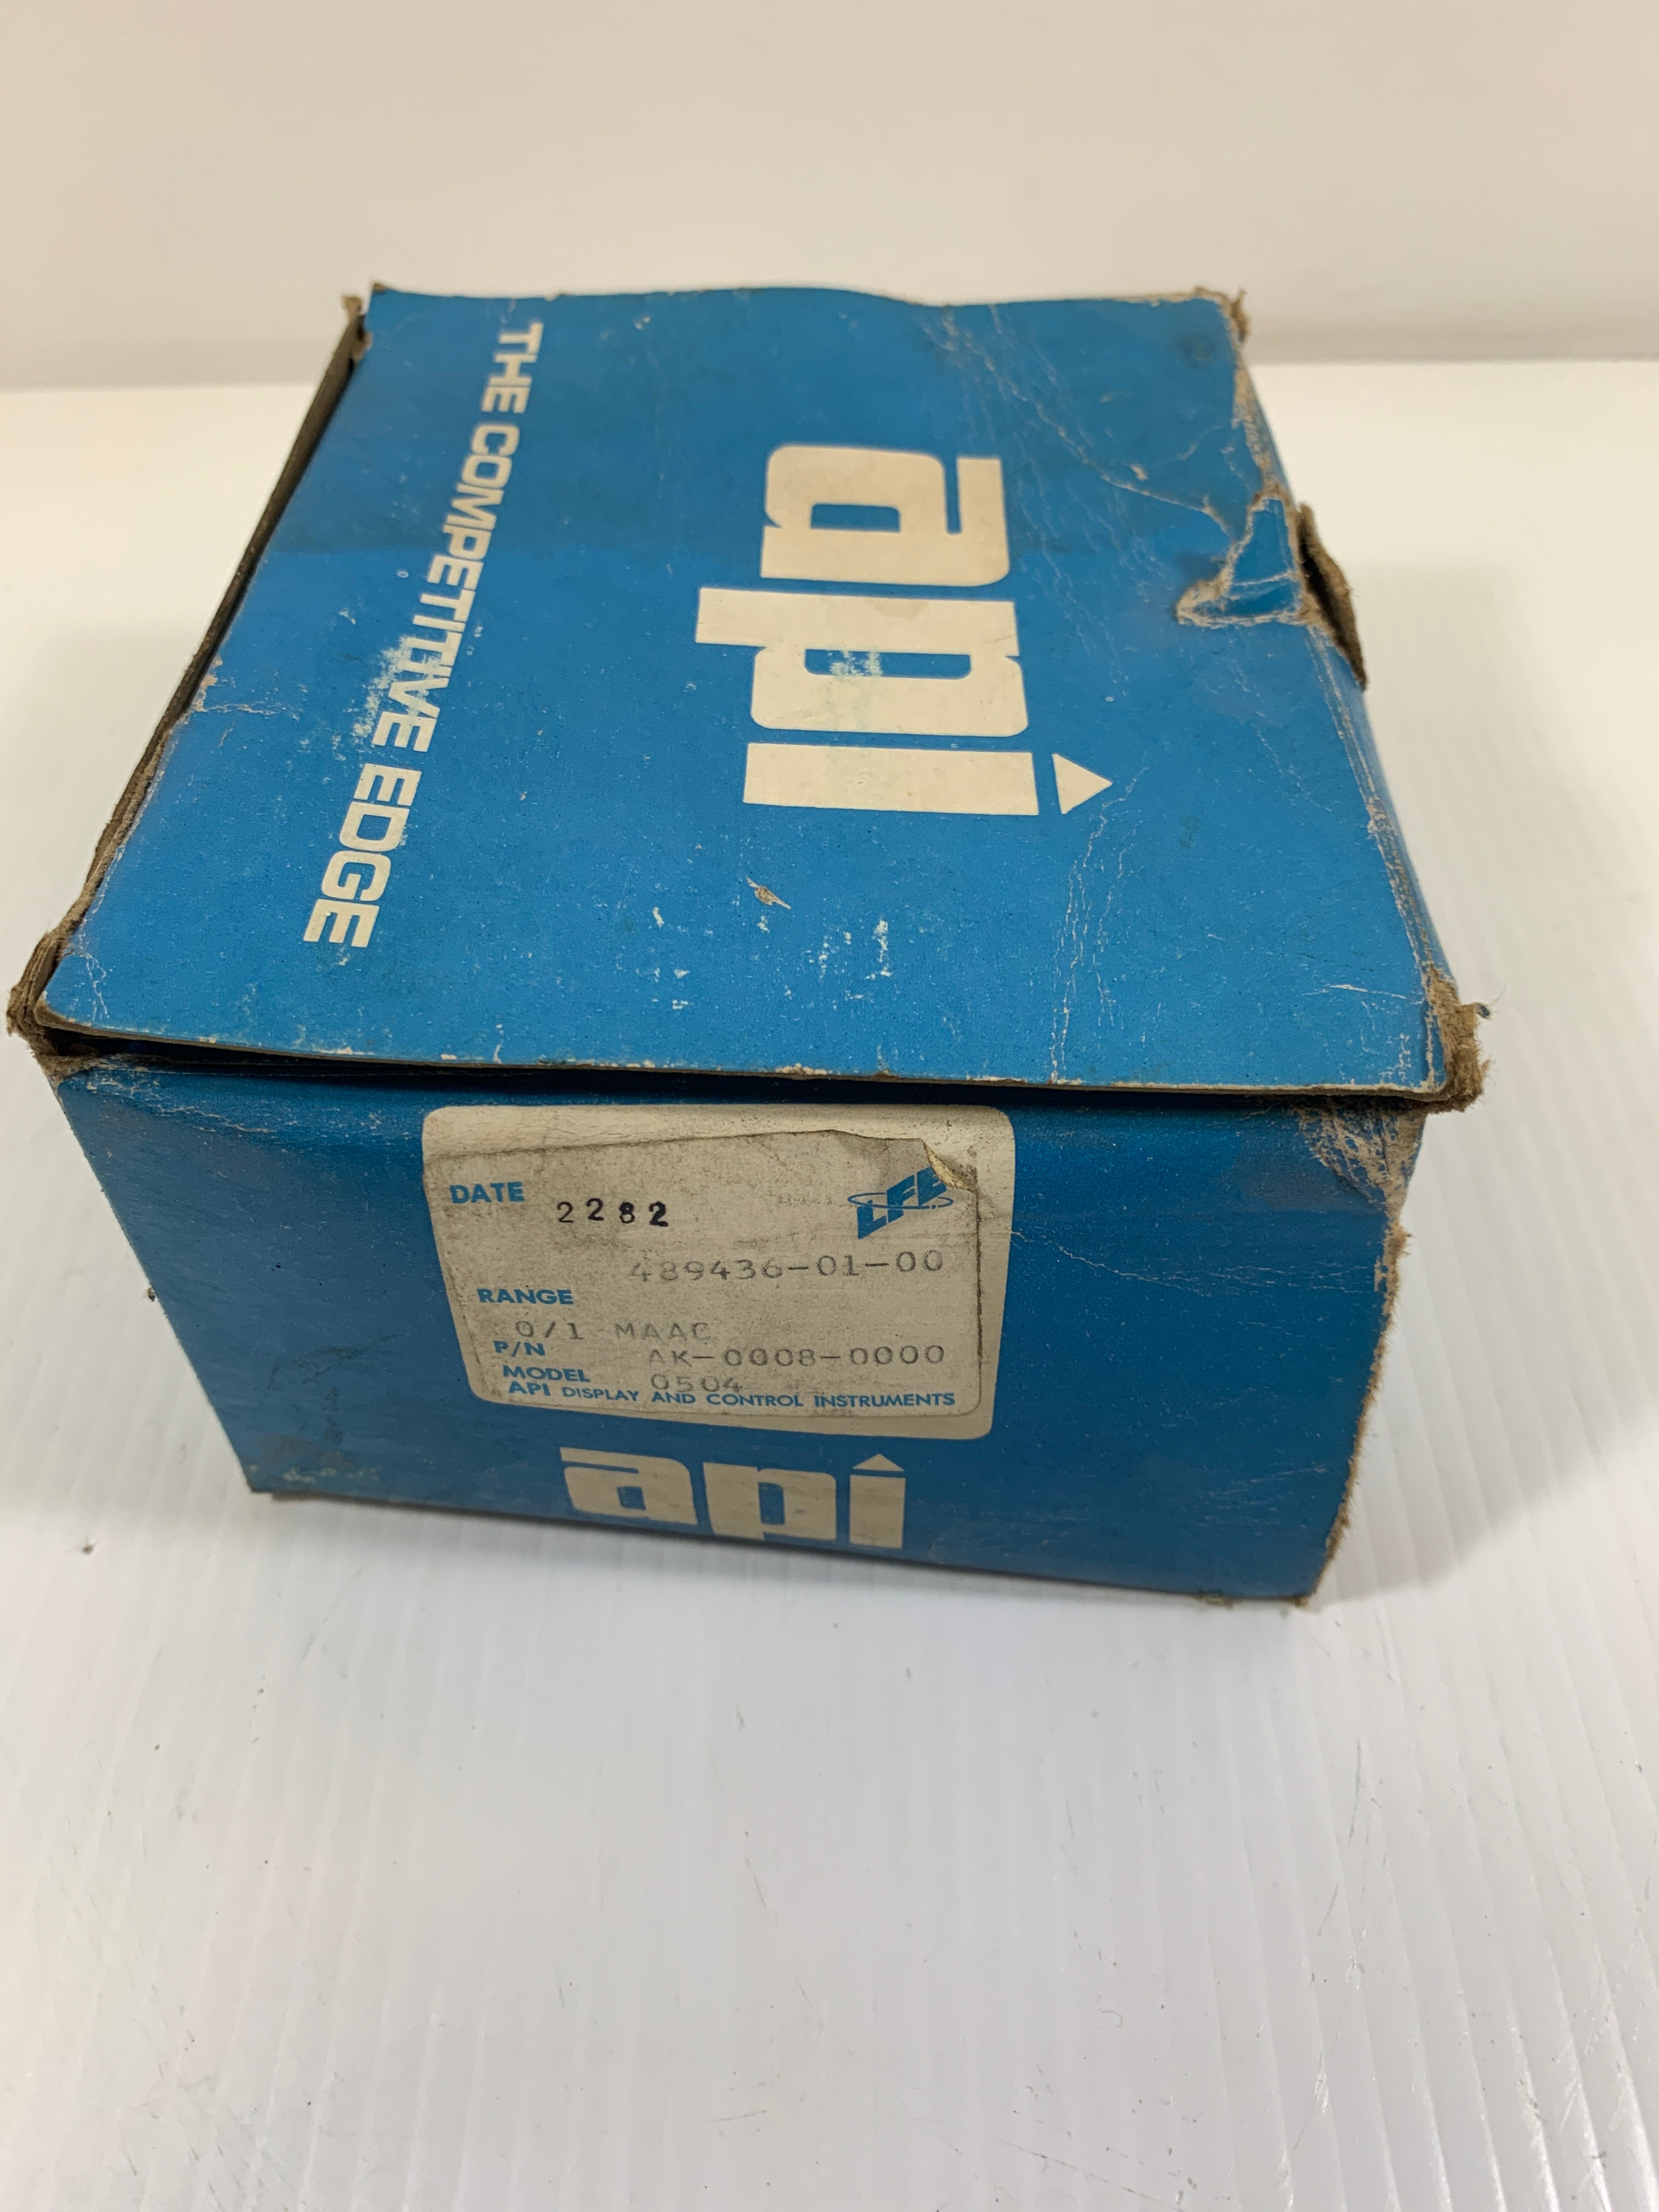 THE COMPETITIVE EDGE
api
DATE 2282
LFE
489436-01-00
RANGE
0/1 MAAC
P/N AK-0008-0000
MODEL 0504
API DISPLAY AND CONTROL INSTRUMENTS
api